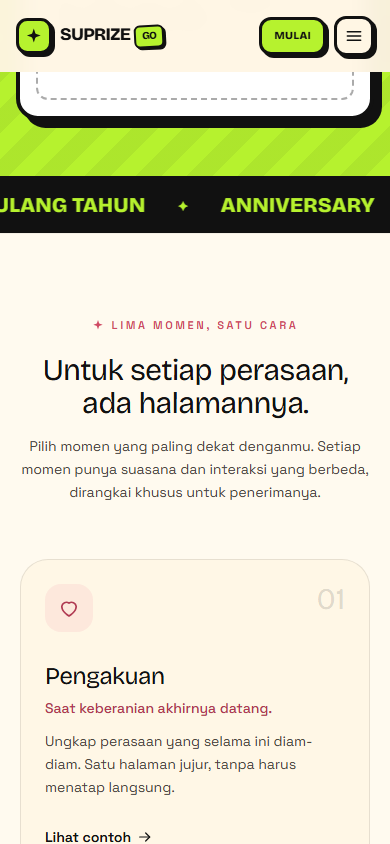 SUPRIZE GO
MULAI
ULANG TAHUN ✦ ANNIVERSARY
✦ LIMA MOMEN, SATU CARA
Untuk setiap perasaan,
ada halamannya.
Pilih momen yang paling dekat denganmu. Setiap
momen punya suasana dan interaksi yang berbeda,
dirangkai khusus untuk penerimanya.
01
Pengakuan
Saat keberanian akhirnya datang.
Ungkap perasaan yang selama ini diam-
diam. Satu halaman jujur, tanpa harus
menatap langsung.
Lihat contoh →